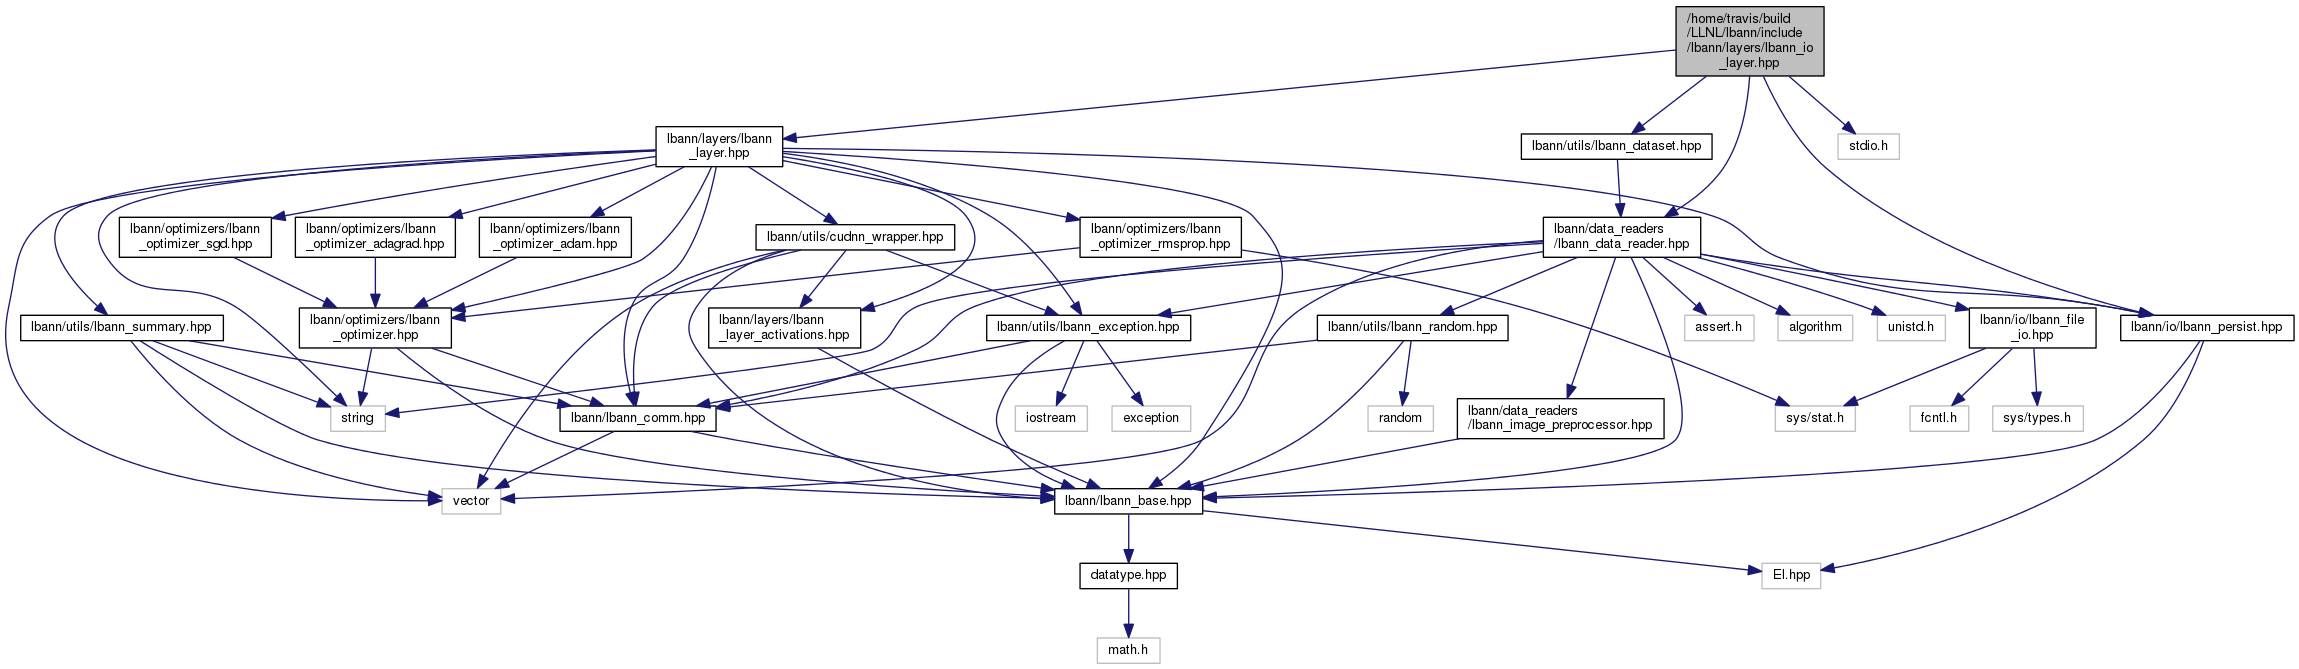 /home/travis/build
/LLNL/lbann/include
/lbann/layers/lbann_io
_layer.hpp
lbann/layers/lbann
_layer.hpp
lbann/utils/lbann_dataset.hpp
stdio.h
lbann/optimizers/lbann
_optimizer_sgd.hpp
lbann/optimizers/lbann
_optimizer_adagrad.hpp
lbann/optimizers/lbann
_optimizer_adam.hpp
lbann/utils/cudnn_wrapper.hpp
lbann/optimizers/lbann
_optimizer_rmsprop.hpp
lbann/data_readers
/lbann_data_reader.hpp
lbann/utils/lbann_summary.hpp
lbann/optimizers/lbann
_optimizer.hpp
lbann/layers/lbann
_layer_activations.hpp
lbann/utils/lbann_exception.hpp
lbann/utils/lbann_random.hpp
assert.h
algorithm
unistd.h
lbann/io/lbann_file
_io.hpp
lbann/io/lbann_persist.hpp
string
lbann/lbann_comm.hpp
iostream
exception
random
lbann/data_readers
/lbann_image_preprocessor.hpp
sys/stat.h
fcntl.h
sys/types.h
vector
lbann/lbann_base.hpp
datatype.hpp
El.hpp
math.h